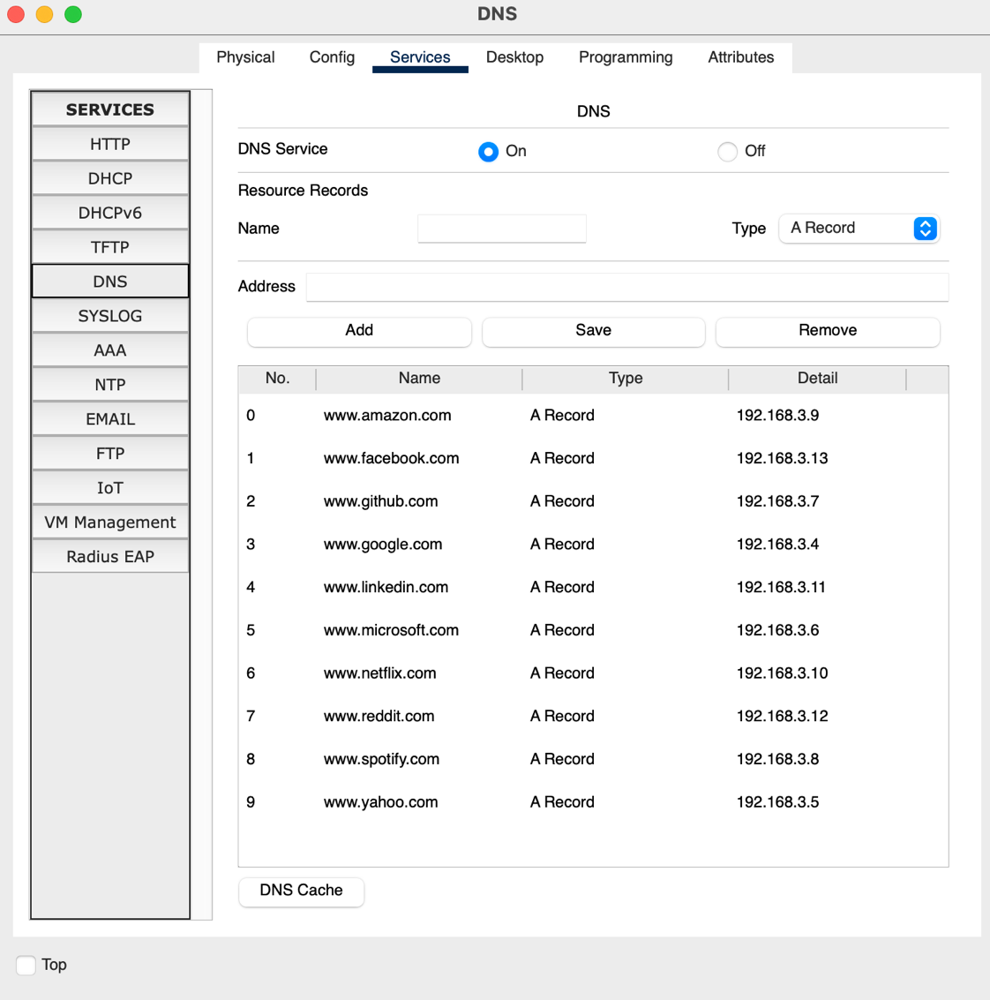 DNS
Physical Config Services Desktop Programming Attributes
SERVICES
HTTP
DHCP
DHCPv6
TFTP
DNS
SYSLOG
AAA
NTP
EMAIL
FTP
IoT
VM Management
Radius EAP
DNS
DNS Service On Off
Resource Records
Name Type A Record
Address
Add Save Remove
No. Name Type Detail
0 www.amazon.com A Record 192.168.3.9
1 www.facebook.com A Record 192.168.3.13
2 www.github.com A Record 192.168.3.7
3 www.google.com A Record 192.168.3.4
4 www.linkedin.com A Record 192.168.3.11
5 www.microsoft.com A Record 192.168.3.6
6 www.netflix.com A Record 192.168.3.10
7 www.reddit.com A Record 192.168.3.12
8 www.spotify.com A Record 192.168.3.8
9 www.yahoo.com A Record 192.168.3.5
DNS Cache
Top